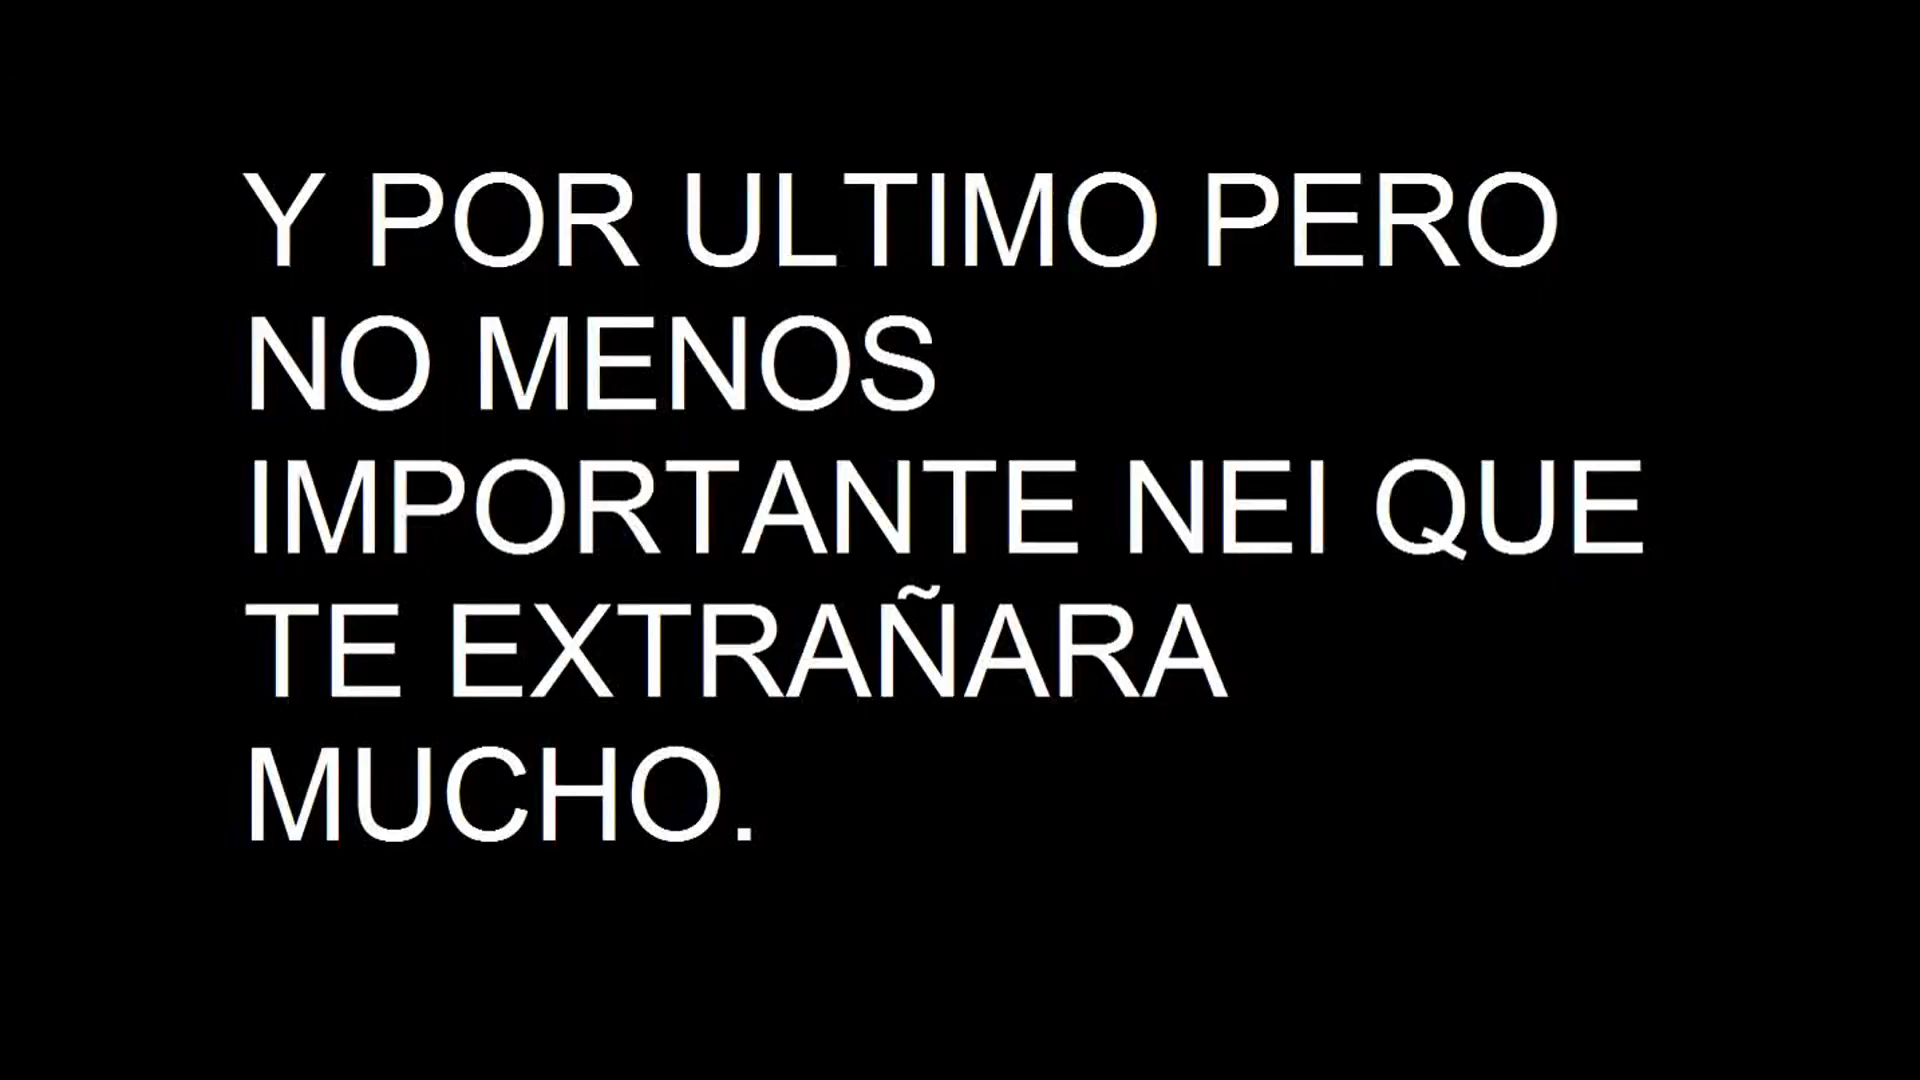 Y POR ULTIMO PERO
NO MENOS
IMPORTANTE NEI QUE
TE EXTRAÑARA
MUCHO.